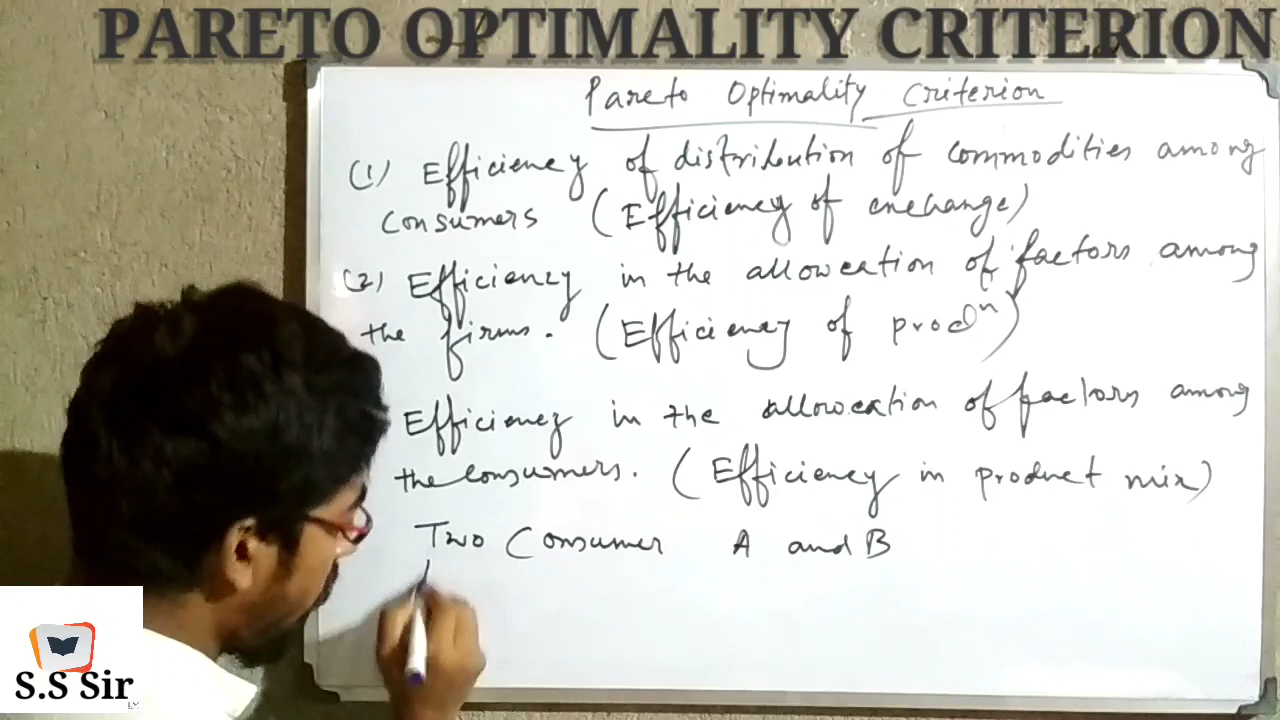 PARETO OPTIMALITY CRITERION
Pareto Optimality Criterion
(1) Efficiency of distribution of commodities among
consumers (Efficiency of exchange)
(2) Efficiency in the allowcation of factors among
the firms. (Efficiency of prodⁿ)
Efficiency in the allowcation of factors among
the consumers. (Efficiency in product mix)
Two Consumer A and B
S.S Sir